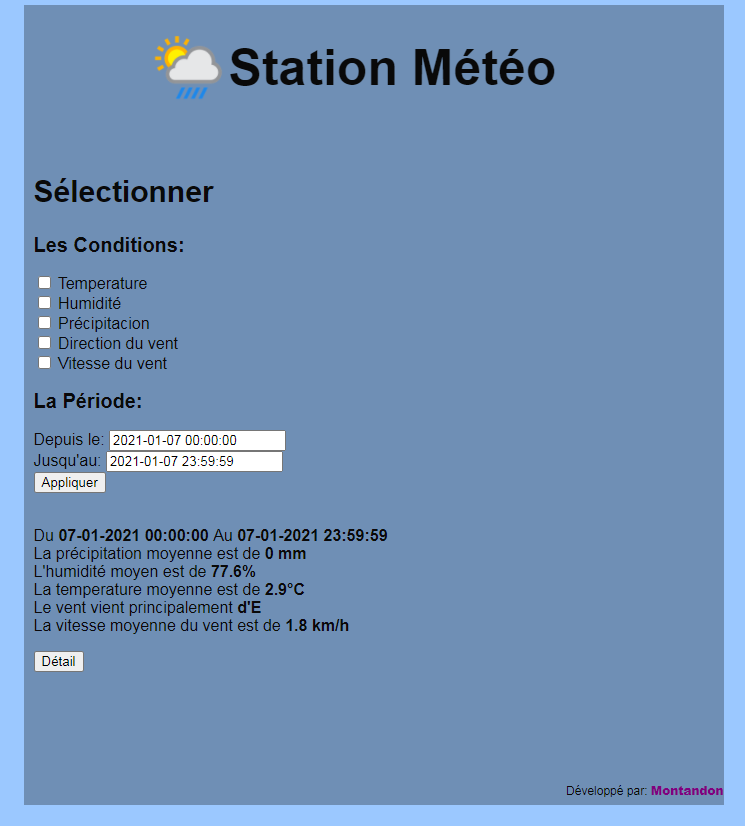 Station Météo
Sélectionner
Les Conditions:
Temperature
Humidité
Précipitacion
Direction du vent
Vitesse du vent
La Période:
Depuis le: 2021-01-07 00:00:00
Jusqu'au: 2021-01-07 23:59:59
Appliquer
Du 07-01-2021 00:00:00 Au 07-01-2021 23:59:59
La précipitation moyenne est de 0 mm
L'humidité moyen est de 77.6%
La temperature moyenne est de 2.9°C
Le vent vient principalement d'E
La vitesse moyenne du vent est de 1.8 km/h
Détail
Développé par: Montandon